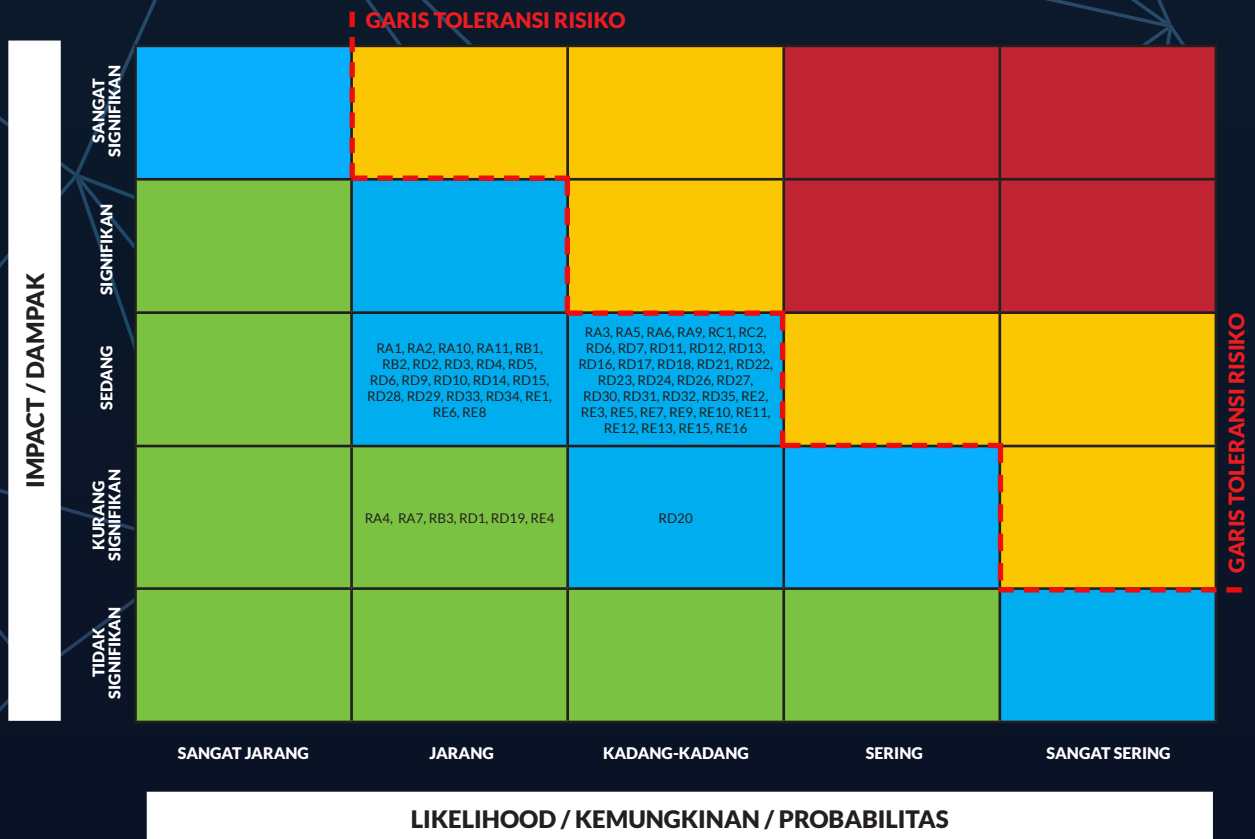 GARIS TOLERANSI RISIKO
IMPACT / DAMPAK
SANGAT
SIGNIFIKAN
SIGNIFIKAN
SEDANG
RA1, RA2, RA10, RA11, RB1,
RB2, RD2, RD3, RD4, RD5,
RD6, RD9, RD10, RD14, RD15,
RD28, RD29, RD33, RD34, RE1,
RE6, RE8
RA3, RA5, RA6, RA9, RC1, RC2,
RD6, RD7, RD11, RD12, RD13,
RD16, RD17, RD18, RD21, RD22,
RD23, RD24, RD26, RD27,
RD30, RD31, RD32, RD35, RE2,
RE3, RE5, RE7, RE9, RE10, RE11,
RE12, RE13, RE15, RE16
GARIS TOLERANSI RISIKO
KURANG
SIGNIFIKAN
RA4, RA7, RB3, RD1, RD19, RE4
RD20
TIDAK
SIGNIFIKAN
SANGAT JARANG
JARANG
KADANG-KADANG
SERING
SANGAT SERING
LIKELIHOOD / KEMUNGKINAN / PROBABILITAS